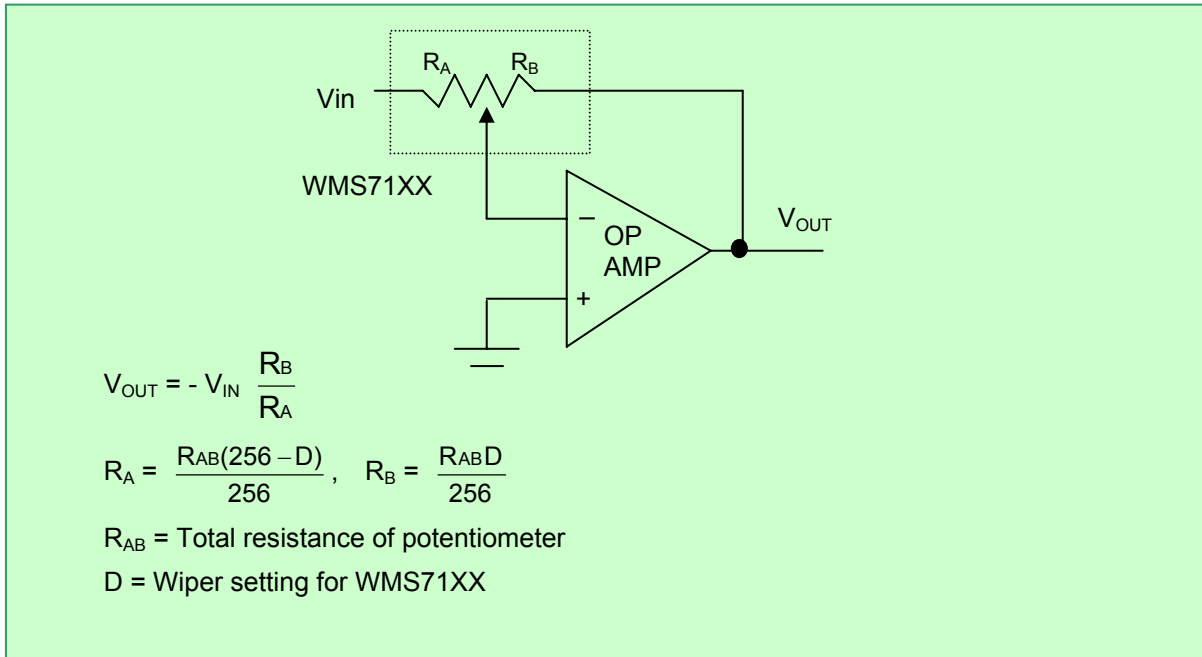 R_A R_B
Vin
WMS71XX
−
OP
AMP
+
V_OUT
V_OUT = - V_IN R_B / R_A
R_A = R_AB(256 − D) / 256 , R_B = R_AB D / 256
R_AB = Total resistance of potentiometer
D = Wiper setting for WMS71XX